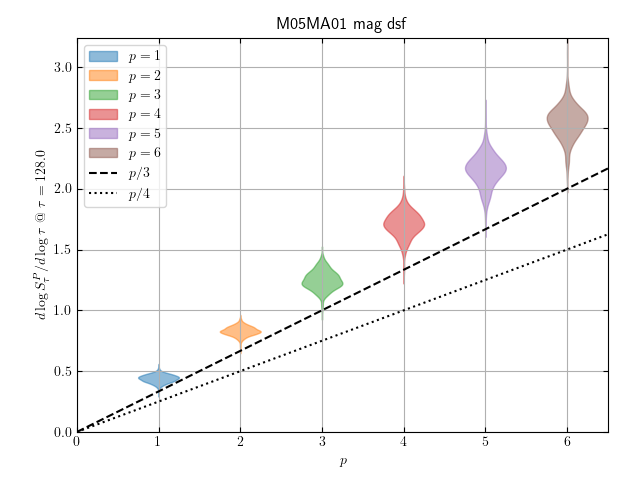 M05MA01 mag dsf
p = 1
p = 2
p = 3
p = 4
p = 5
p = 6
p/3
p/4
d log S_τ^P / d log τ @ τ = 128.0
3.0
2.5
2.0
1.5
1.0
0.5
0.0
0 1 2 3 4 5 6
p